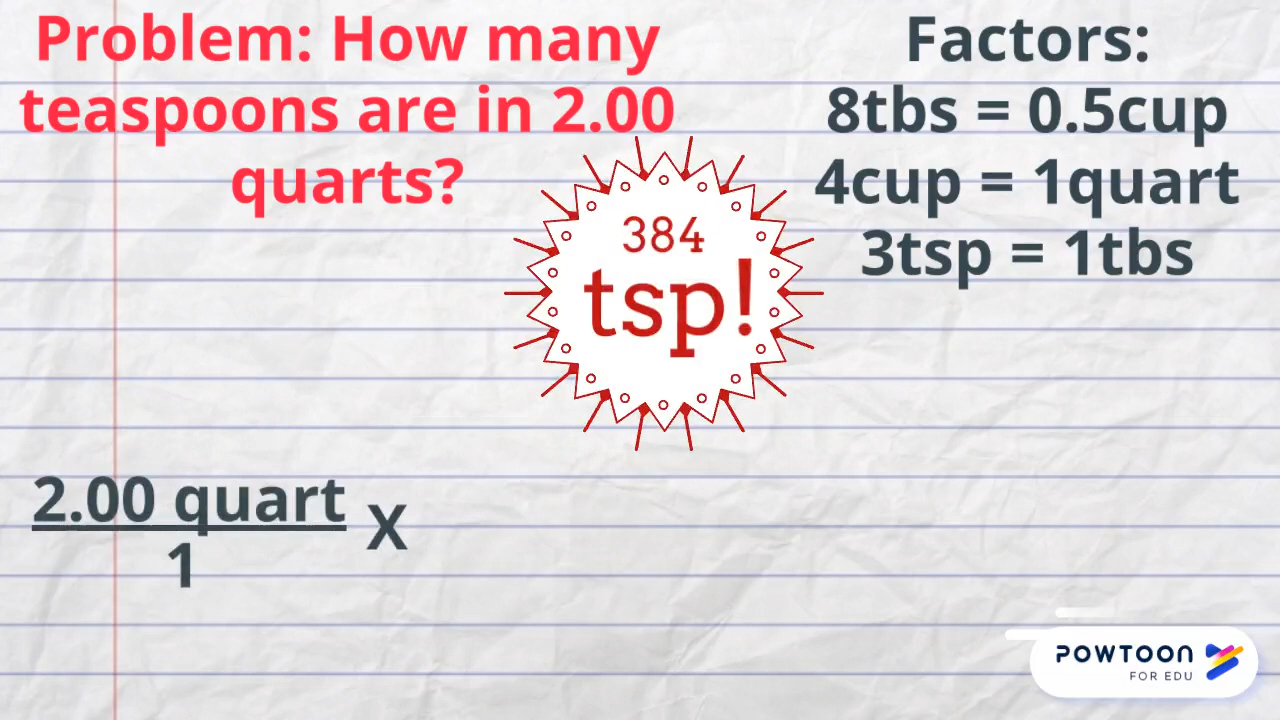 Problem: How many
teaspoons are in 2.00
quarts?
Factors:
8tbs = 0.5cup
4cup = 1quart
3tsp = 1tbs
384
tsp!
2.00 quart
1
X
POWTOON
FOR EDU